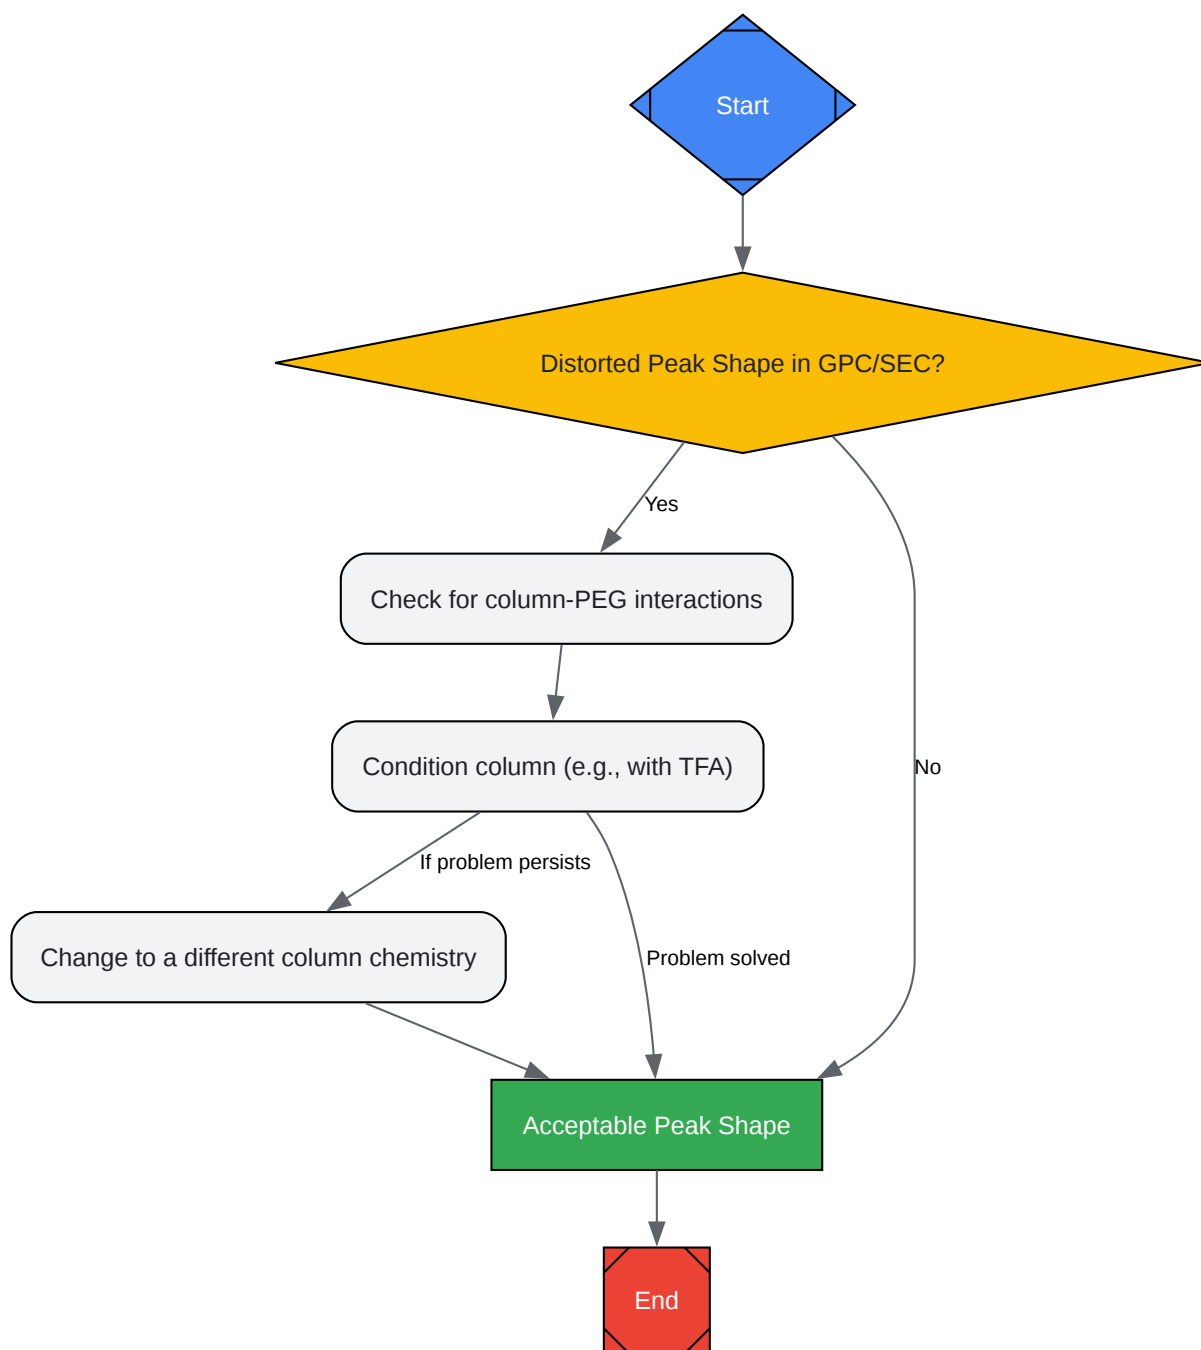 Start
Distorted Peak Shape in GPC/SEC?
Yes
Check for column-PEG interactions
Condition column (e.g., with TFA)
No
If problem persists
Change to a different column chemistry
Problem solved
Acceptable Peak Shape
End